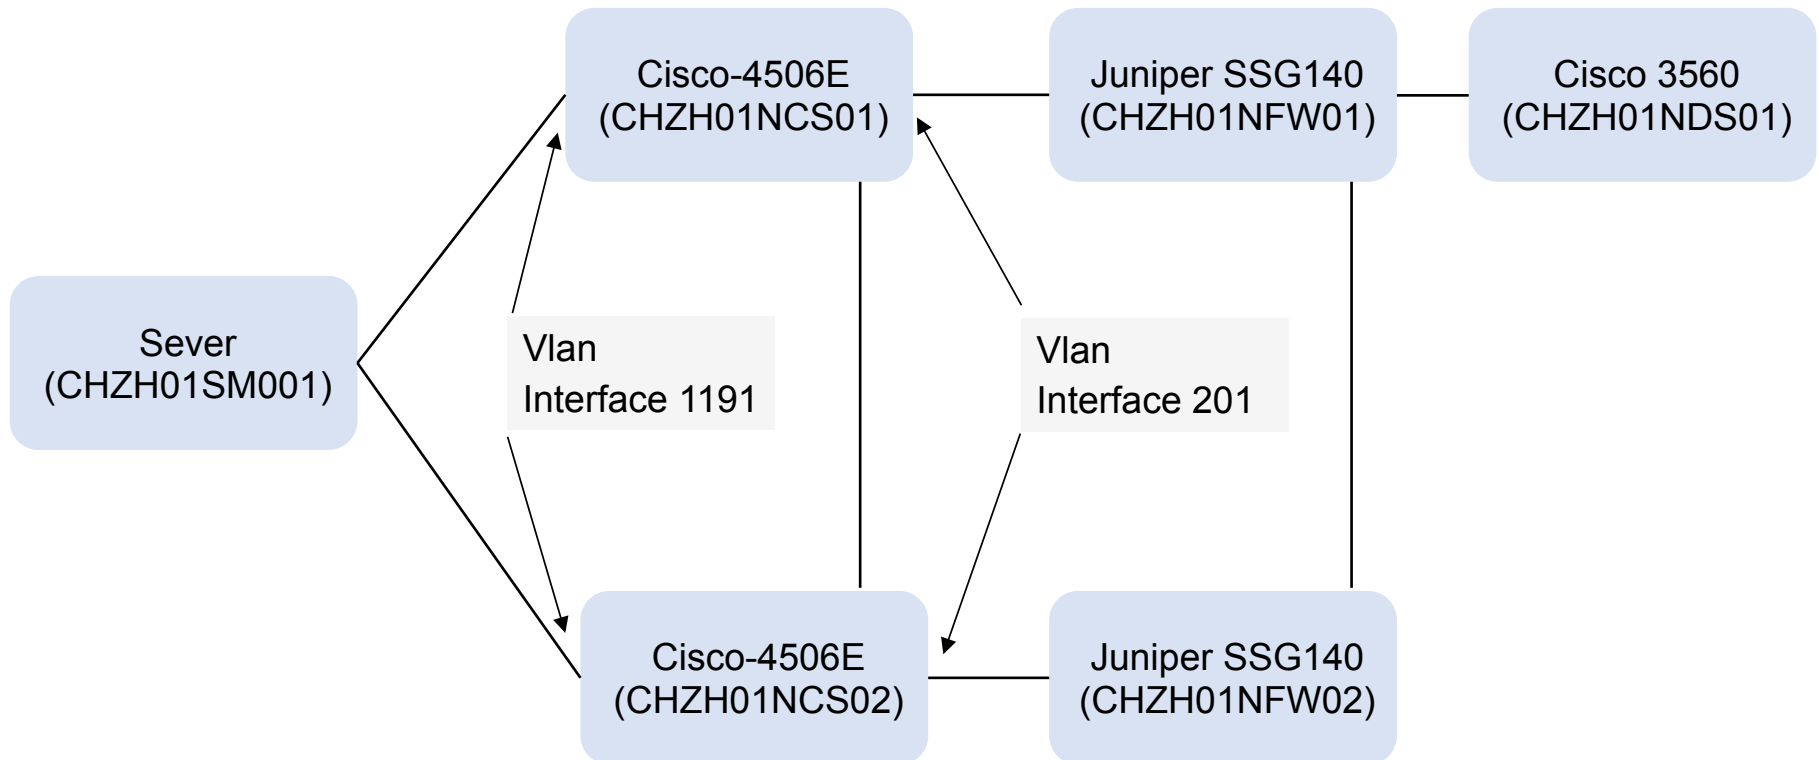 Cisco-4506E
(CHZH01NCS01)
Juniper SSG140
(CHZH01NFW01)
Cisco 3560
(CHZH01NDS01)
Sever
(CHZH01SM001)
Vlan
Interface 1191
Vlan
Interface 201
Cisco-4506E
(CHZH01NCS02)
Juniper SSG140
(CHZH01NFW02)